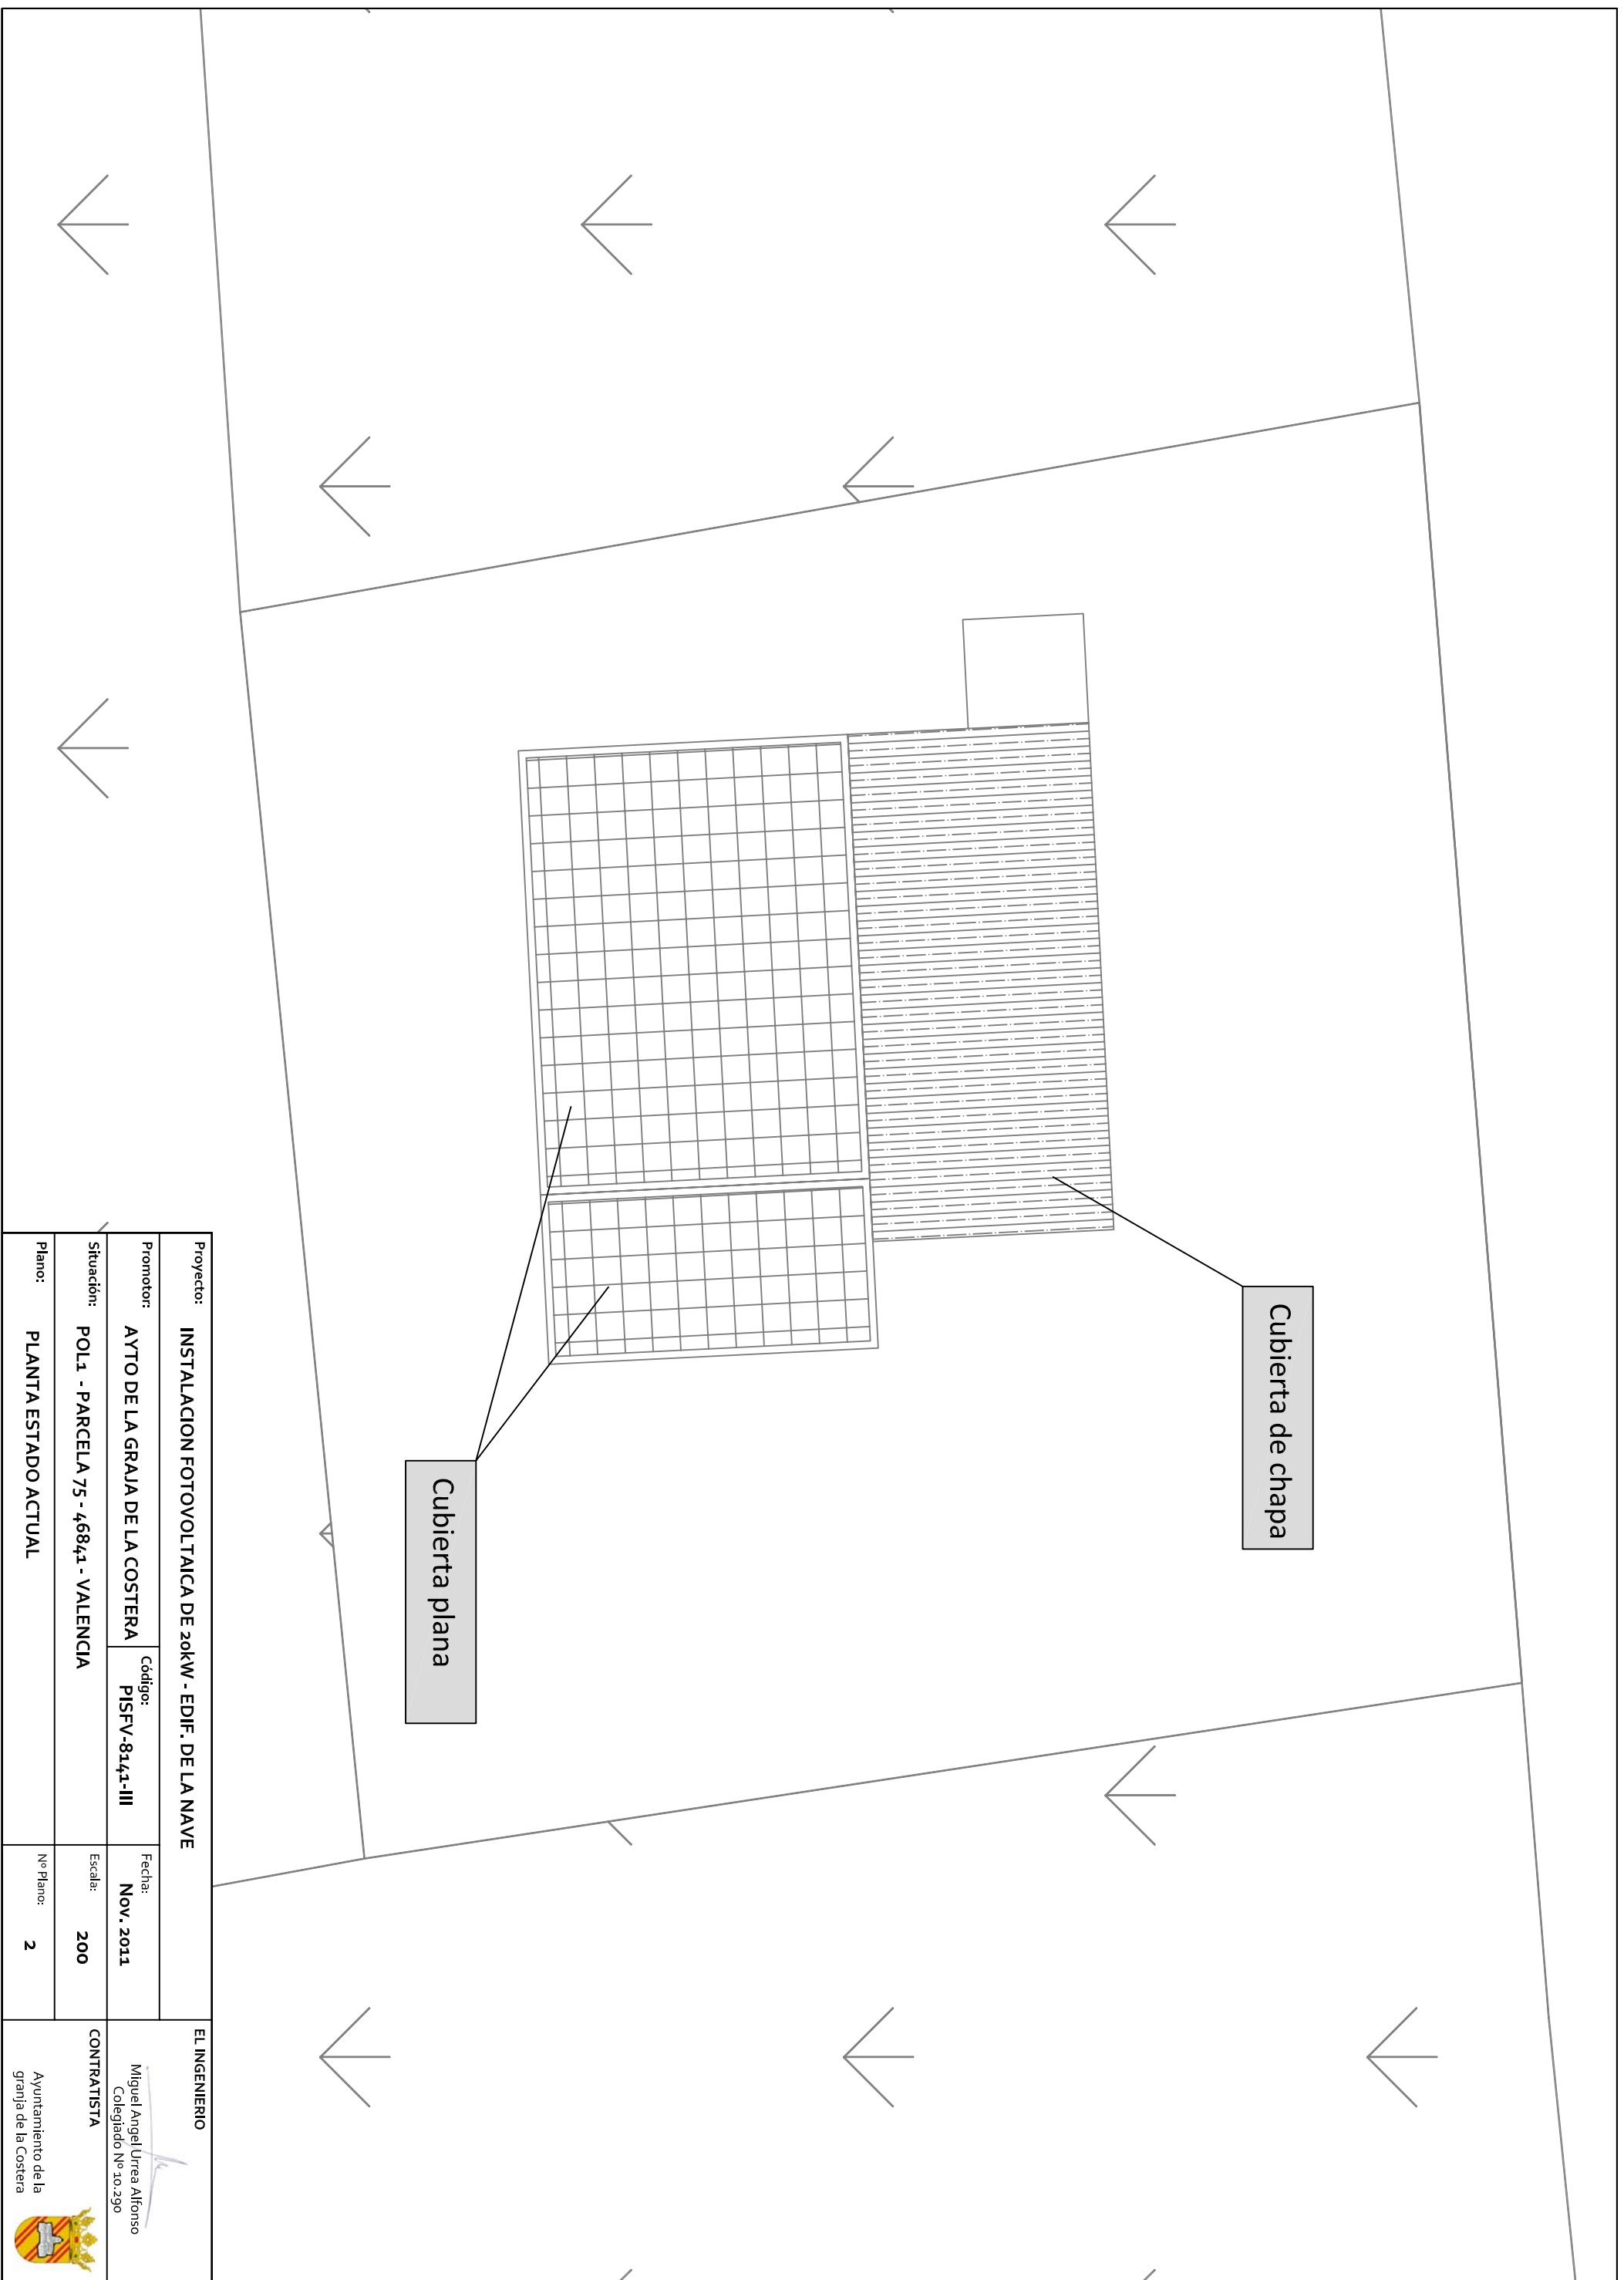 Cubierta de chapa
Cubierta plana
Proyecto: INSTALACION FOTOVOLTAICA DE 20kW - EDIF. DE LA NAVE
Promotor: AYTO DE LA GRAJA DE LA COSTERA
Código: PISFV-8141-III
Fecha: Nov. 2011
Situación: POL1 - PARCELA 75 - 46841 - VALENCIA
Escala: 200
Plano: PLANTA ESTADO ACTUAL
Nº Plano: 2
EL INGENIERIO
Miguel Angel Urrea Alfonso
Colegiado Nº 10.290
CONTRATISTA
Ayuntamiento de la
granja de la Costera